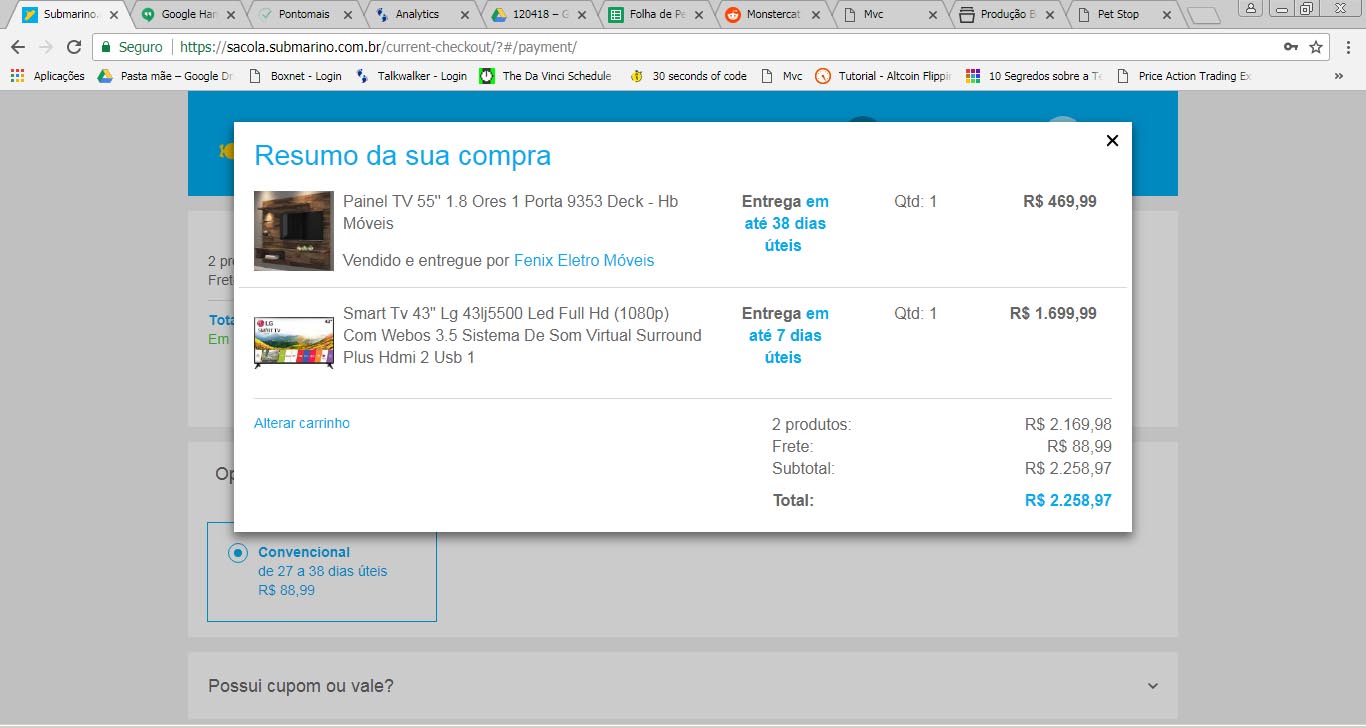 Submarino.
Google Han
Pontomais
Analytics
120418 – G
Folha de Pe
Monstercat
Mvc
Produção B
Pet Stop
Seguro
https://sacola.submarino.com.br/current-checkout/?#/payment/
Aplicações
Pasta mãe – Google Dr
Boxnet - Login
Talkwalker - Login
The Da Vinci Schedule
30 seconds of code
Mvc
Tutorial - Altcoin Flippin
10 Segredos sobre a Te
Price Action Trading Ex
»
Resumo da sua compra
Painel TV 55" 1.8 Ores 1 Porta 9353 Deck - Hb
Móveis
Vendido e entregue por Fenix Eletro Móveis
Entrega em
até 38 dias
úteis
Qtd: 1
R$ 469,99
LG
SMART TV
43"
Smart Tv 43" Lg 43lj5500 Led Full Hd (1080p)
Com Webos 3.5 Sistema De Som Virtual Surround
Plus Hdmi 2 Usb 1
Entrega em
até 7 dias
úteis
Qtd: 1
R$ 1.699,99
Alterar carrinho
2 produtos: R$ 2.169,98
Frete: R$ 88,99
Subtotal: R$ 2.258,97
Total: R$ 2.258,97
2 pr
Fret
Tota
Em
Op
Convencional
de 27 a 38 dias úteis
R$ 88,99
Possui cupom ou vale?